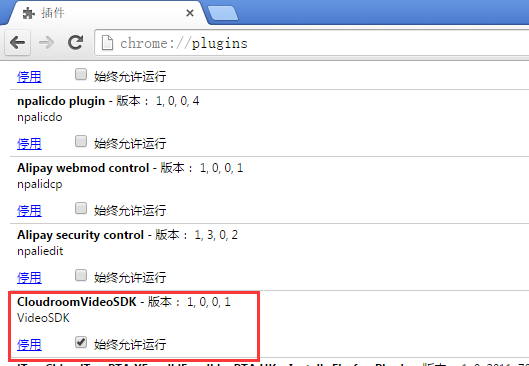 插件
chrome://plugins
停用 始终允许运行
npalicdo plugin - 版本： 1, 0, 0, 4
npalicdo
停用 始终允许运行
Alipay webmod control - 版本： 1, 0, 0, 1
npalidcp
停用 始终允许运行
Alipay security control - 版本： 1, 3, 0, 2
npaliedit
停用 始终允许运行
CloudroomVideoSDK - 版本： 1, 0, 0, 1
VideoSDK
停用 始终允许运行